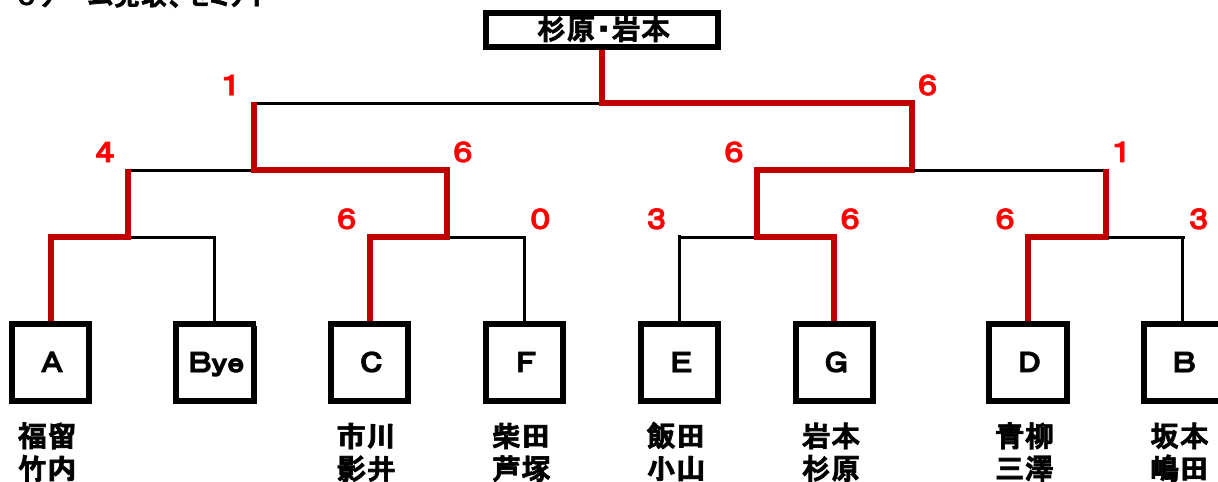 杉原・岩本
1 6
4 6 6 1
6 0 3 6 6 3
A Bye C F E G D B
福留 市川 柴田 飯田 岩本 青柳 坂本
竹内 影井 芦塚 小山 杉原 三澤 嶋田